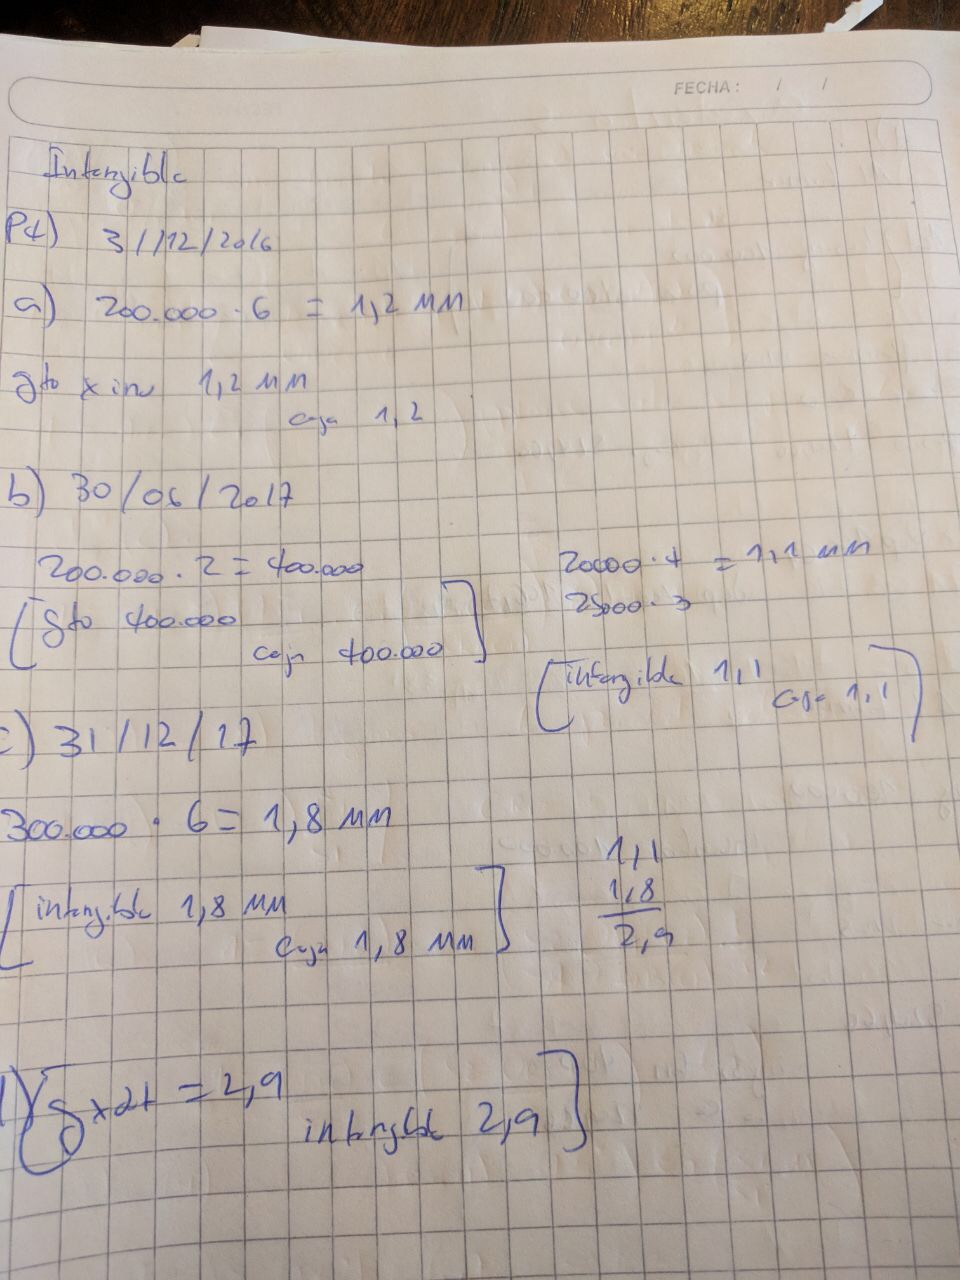 FECHA: / /
Intangible
P4) 31/12/2016
a) 200.000 · 6 = 1,2 MM
gto x inv 1,2 MM
caja 1,2
b) 30/06/2017
200.000 · 2 = 400.000
gto 400.000
caja 400.000
20000 · 4 = 1,1 MM
25000 · 3
intangible 1,1
caja 1,1
c) 31/12/17
300.000 · 6 = 1,8 MM
intangible 1,8 MM
Caja 1,8 MM
1,1
1,8
2,9
= 2,9
intangible 2,9